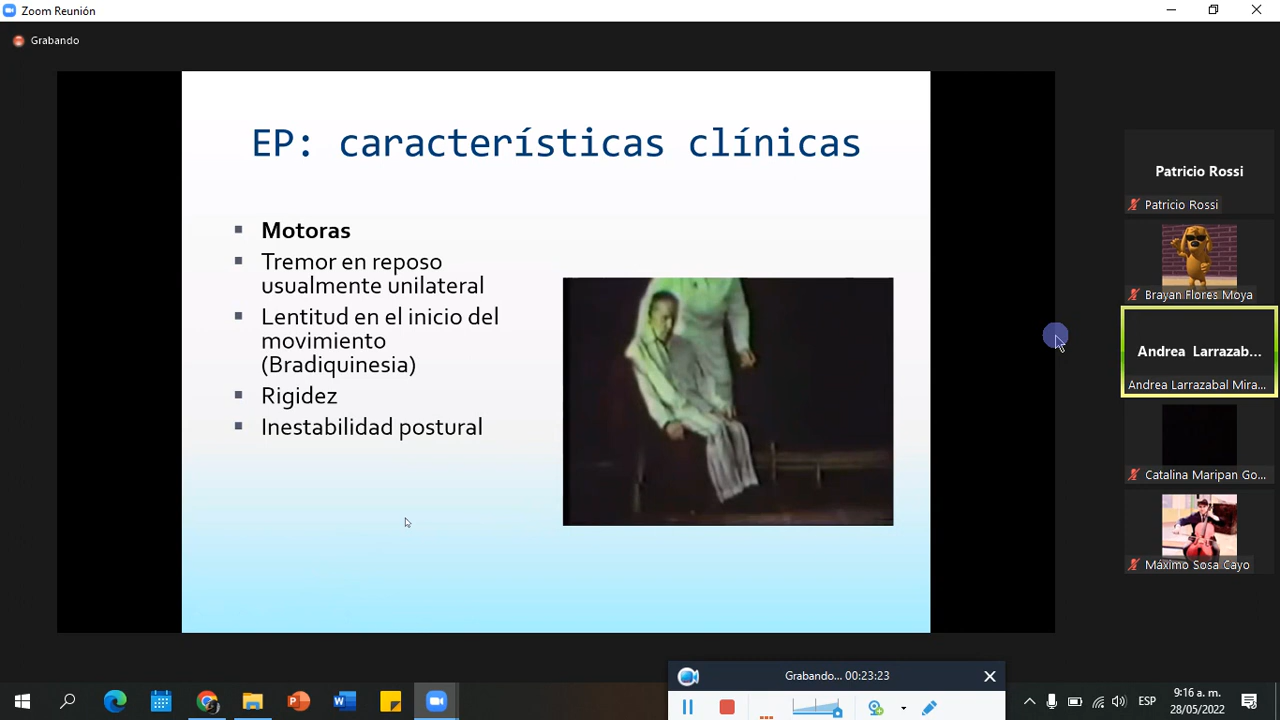 Zoom Reunión
Grabando
EP: características clínicas
Motoras
Tremor en reposo
usualmente unilateral
Lentitud en el inicio del
movimiento
(Bradiquinesia)
Rigidez
Inestabilidad postural
Patricio Rossi
Patricio Rossi
Brayan Flores Moya
Andrea Larrazab...
Andrea Larrazabal Mira...
Catalina Maripan Go...
Máximo Sosa Cayo
Grabando... 00:23:23
ESP
9:16 a. m.
28/05/2022